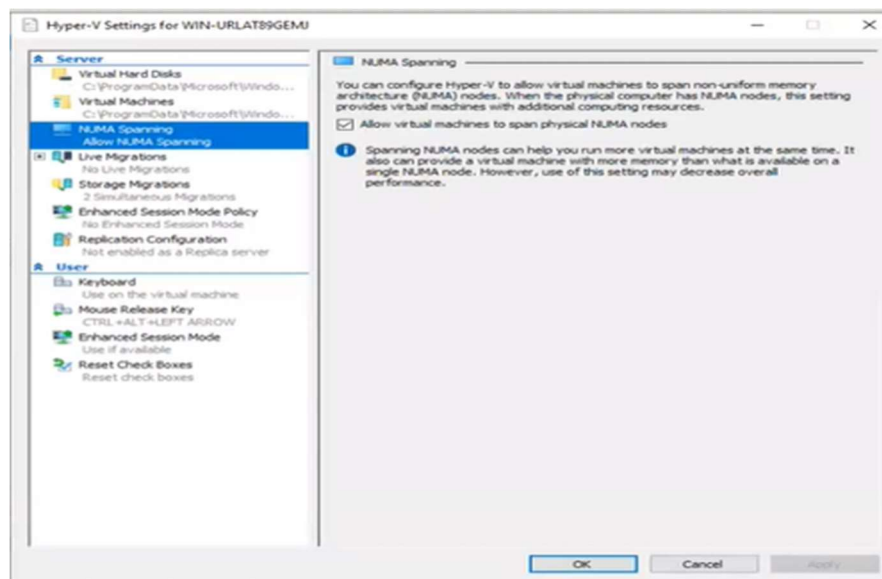 Hyper-V Settings for WIN-URLAT89GEMJ
Server
Virtual Hard Disks
C:\ProgramData\Microsoft\Windo...
Virtual Machines
C:\ProgramData\Microsoft\Windo...
NUMA Spanning
Allow NUMA Spanning
Live Migrations
No Live Migrations
Storage Migrations
2 Simultaneous Migrations
Enhanced Session Mode Policy
No Enhanced Session Mode
Replication Configuration
Not enabled as a Replica server
User
Keyboard
Use on the virtual machine
Mouse Release Key
CTRL+ALT+LEFT ARROW
Enhanced Session Mode
Use if available
Reset Check Boxes
Reset check boxes
NUMA Spanning
You can configure Hyper-V to allow virtual machines to span non-uniform memory
architecture (NUMA) nodes. When the physical computer has NUMA nodes, this setting
provides virtual machines with additional computing resources.
Allow virtual machines to span physical NUMA nodes
Spanning NUMA nodes can help you run more virtual machines at the same time. It
also can provide a virtual machine with more memory than what is available on a
single NUMA node. However, use of this setting may decrease overall
performance.
OK
Cancel
Apply